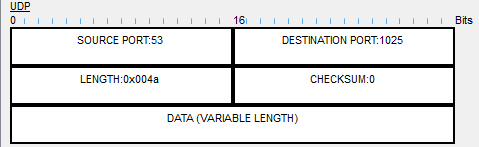 UDP
0 16 Bits
SOURCE PORT:53 DESTINATION PORT:1025
LENGTH:0x004a CHECKSUM:0
DATA (VARIABLE LENGTH)